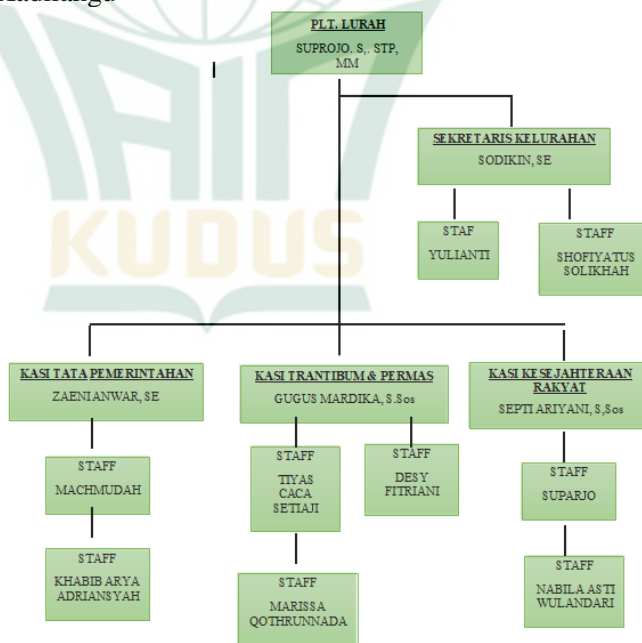 PLT. LURAH
SUPROJO. S,. STP,
MM
SEKRETARIS KELURAHAN
SODIKIN, SE
STAF
YULIANTI
STAFF
SHOFIYATUS
SOLIKHAH
KUDUS
KASI TATA PEMERINTAHAN
ZAENI ANWAR, SE
KASI TRANTIBUM & PERMAS
GUGUS MARDIKA, S.Sos
KASI KESEJAHTERAAN
RAKYAT
SEPTI ARIYANI, S,Sos
STAFF
MACHMUDAH
STAFF
TIYAS
CACA
SETIAJI
STAFF
DESY
FITRIANI
STAFF
SUPARJO
STAFF
KHABIB ARYA
ADRIANSYAH
STAFF
MARISSA
QOTHRUNNADA
STAFF
NABILA ASTI
WULANDARI